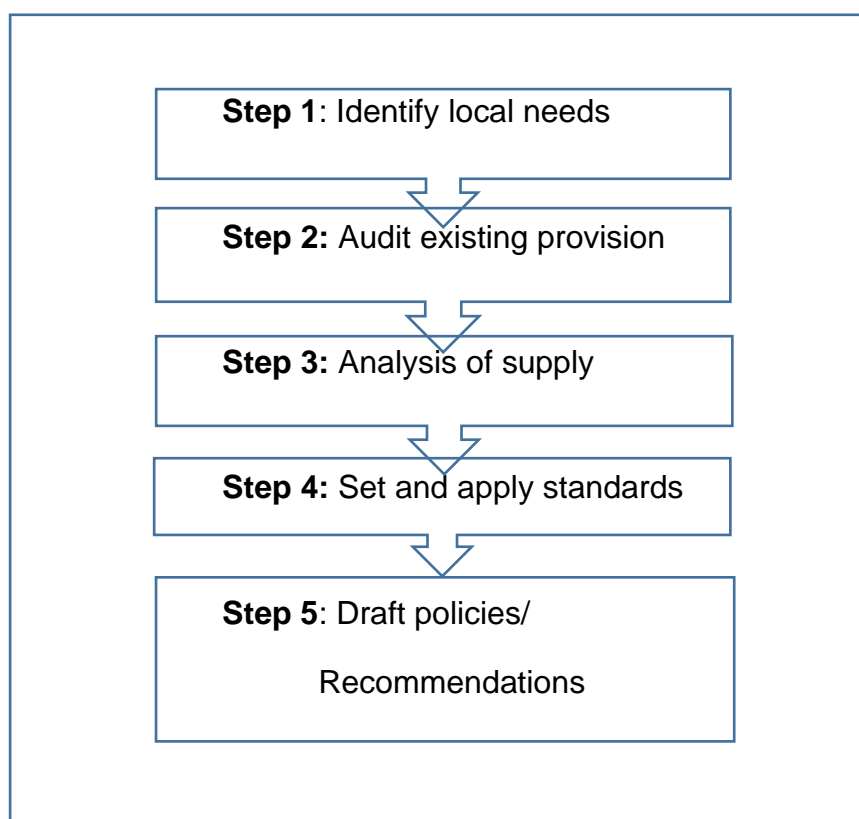 Step 1: Identify local needs
Step 2: Audit existing provision
Step 3: Analysis of supply
Step 4: Set and apply standards
Step 5: Draft policies/
Recommendations